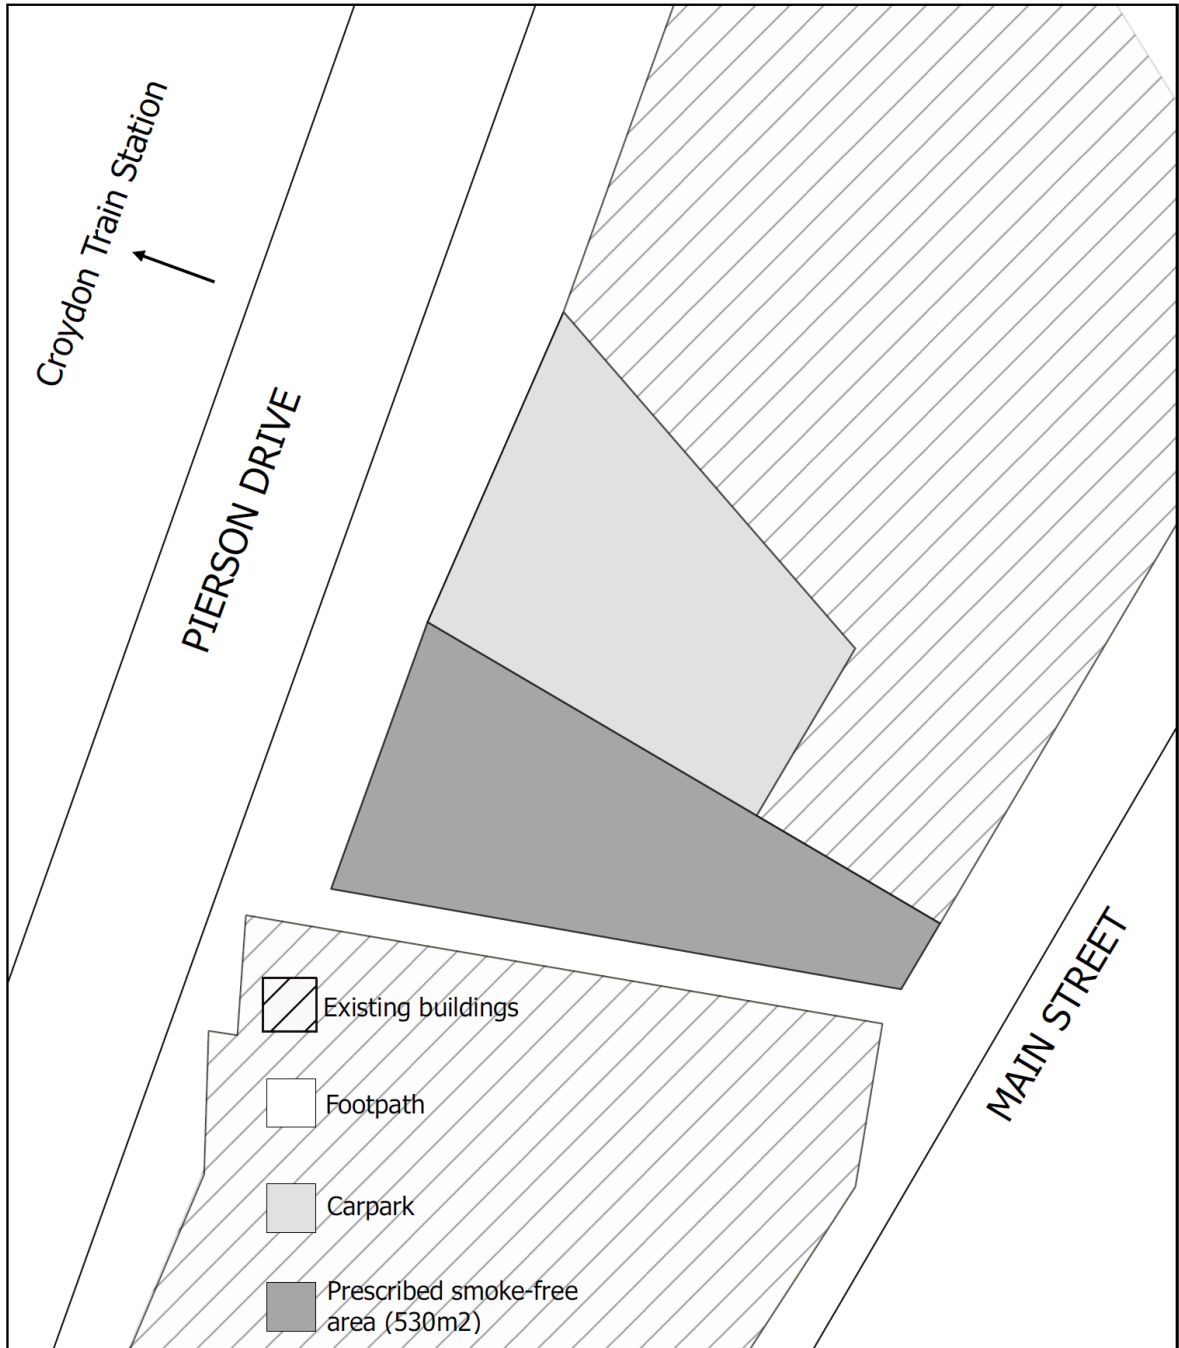 Croydon Train Station
PIERSON DRIVE
MAIN STREET
Existing buildings
Footpath
Carpark
Prescribed smoke-free
area (530m2)